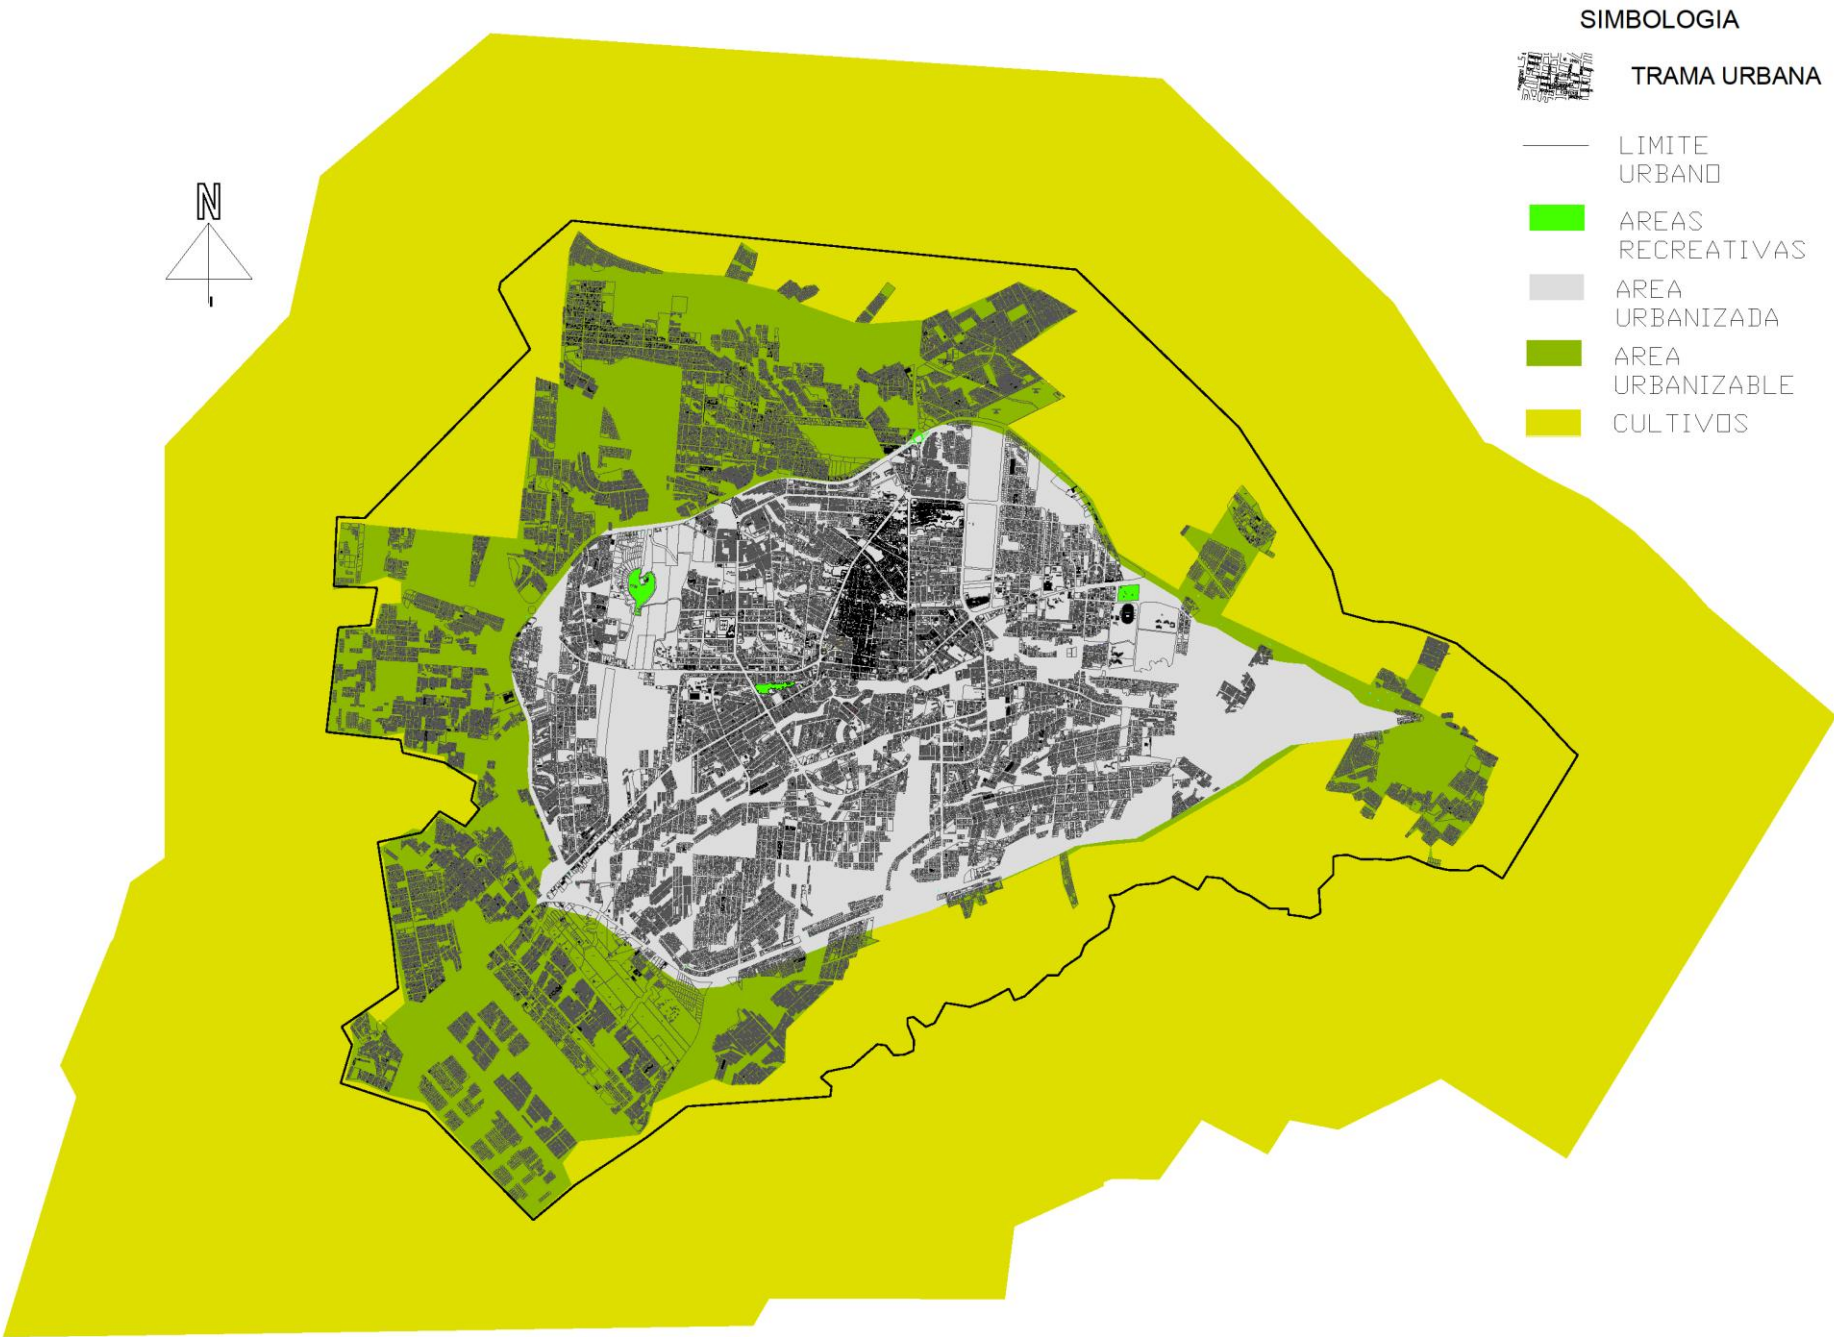 SIMBOLOGIA
TRAMA URBANA
LIMITE
URBANO
AREAS
RECREATIVAS
AREA
URBANIZADA
AREA
URBANIZABLE
CULTIVOS
N